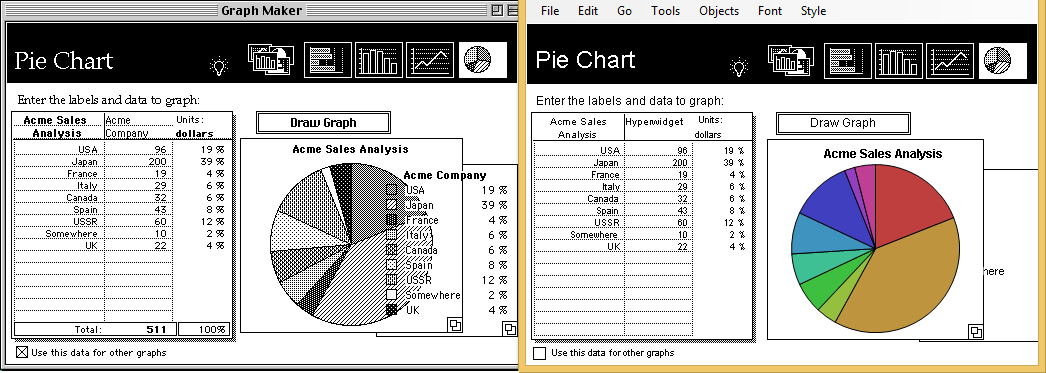 Graph Maker
Pie Chart
Enter the labels and data to graph:
Acme Sales Analysis Acme Company Units: dollars
USA 96 19 %
Japan 200 39 %
France 19 4 %
Italy 29 6 %
Canada 32 6 %
Spain 43 8 %
USSR 60 12 %
Somewhere 10 2 %
UK 22 4 %
Total: 511 100%
Use this data for other graphs
Draw Graph
Acme Sales Analysis
Acme Company
USA 19 %
Japan 39 %
France 4 %
Italy 6 %
Canada 6 %
Spain 8 %
USSR 12 %
Somewhere 2 %
UK 4 %
File Edit Go Tools Objects Font Style
Pie Chart
Enter the labels and data to graph:
Acme Sales Analysis Hyperwidget Units: dollars
USA 96 19 %
Japan 200 39 %
France 19 4 %
Italy 29 6 %
Canada 32 6 %
Spain 43 8 %
USSR 60 12 %
Somewhere 10 2 %
UK 22 4 %
Use this data for other graphs
Draw Graph
Acme Sales Analysis
here